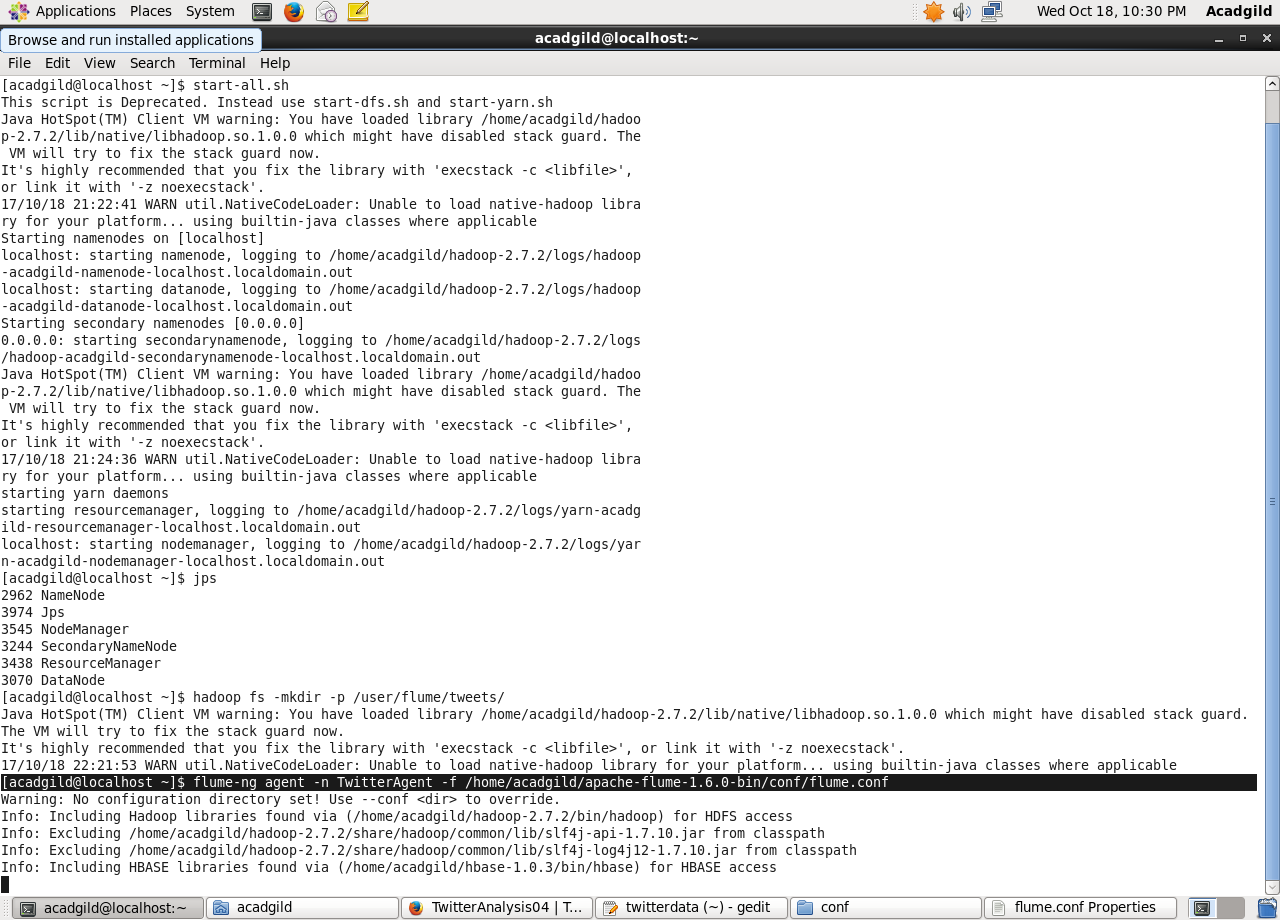 Applications Places System Wed Oct 18, 10:30 PM Acadgild
Browse and run installed applications acadgild@localhost:~
File Edit View Search Terminal Help
[acadgild@localhost ~]$ start-all.sh
This script is Deprecated. Instead use start-dfs.sh and start-yarn.sh
Java HotSpot(TM) Client VM warning: You have loaded library /home/acadgild/hadoo
p-2.7.2/lib/native/libhadoop.so.1.0.0 which might have disabled stack guard. The
 VM will try to fix the stack guard now.
It's highly recommended that you fix the library with 'execstack -c <libfile>',
or link it with '-z noexecstack'.
17/10/18 21:22:41 WARN util.NativeCodeLoader: Unable to load native-hadoop libra
ry for your platform... using builtin-java classes where applicable
Starting namenodes on [localhost]
localhost: starting namenode, logging to /home/acadgild/hadoop-2.7.2/logs/hadoop
-acadgild-namenode-localhost.localdomain.out
localhost: starting datanode, logging to /home/acadgild/hadoop-2.7.2/logs/hadoop
-acadgild-datanode-localhost.localdomain.out
Starting secondary namenodes [0.0.0.0]
0.0.0.0: starting secondarynamenode, logging to /home/acadgild/hadoop-2.7.2/logs
/hadoop-acadgild-secondarynamenode-localhost.localdomain.out
Java HotSpot(TM) Client VM warning: You have loaded library /home/acadgild/hadoo
p-2.7.2/lib/native/libhadoop.so.1.0.0 which might have disabled stack guard. The
 VM will try to fix the stack guard now.
It's highly recommended that you fix the library with 'execstack -c <libfile>',
or link it with '-z noexecstack'.
17/10/18 21:24:36 WARN util.NativeCodeLoader: Unable to load native-hadoop libra
ry for your platform... using builtin-java classes where applicable
starting yarn daemons
starting resourcemanager, logging to /home/acadgild/hadoop-2.7.2/logs/yarn-acadg
ild-resourcemanager-localhost.localdomain.out
localhost: starting nodemanager, logging to /home/acadgild/hadoop-2.7.2/logs/yar
n-acadgild-nodemanager-localhost.localdomain.out
[acadgild@localhost ~]$ jps
2962 NameNode
3974 Jps
3545 NodeManager
3244 SecondaryNameNode
3438 ResourceManager
3070 DataNode
[acadgild@localhost ~]$ hadoop fs -mkdir -p /user/flume/tweets/
Java HotSpot(TM) Client VM warning: You have loaded library /home/acadgild/hadoop-2.7.2/lib/native/libhadoop.so.1.0.0 which might have disabled stack guard.
The VM will try to fix the stack guard now.
It's highly recommended that you fix the library with 'execstack -c <libfile>', or link it with '-z noexecstack'.
17/10/18 22:21:53 WARN util.NativeCodeLoader: Unable to load native-hadoop library for your platform... using builtin-java classes where applicable
[acadgild@localhost ~]$ flume-ng agent -n TwitterAgent -f /home/acadgild/apache-flume-1.6.0-bin/conf/flume.conf
Warning: No configuration directory set! Use --conf <dir> to override.
Info: Including Hadoop libraries found via (/home/acadgild/hadoop-2.7.2/bin/hadoop) for HDFS access
Info: Excluding /home/acadgild/hadoop-2.7.2/share/hadoop/common/lib/slf4j-api-1.7.10.jar from classpath
Info: Excluding /home/acadgild/hadoop-2.7.2/share/hadoop/common/lib/slf4j-log4j12-1.7.10.jar from classpath
Info: Including HBASE libraries found via (/home/acadgild/hbase-1.0.3/bin/hbase) for HBASE access
acadgild@localhost:~ acadgild TwitterAnalysis04 | T... twitterdata (~) - gedit conf flume.conf Properties